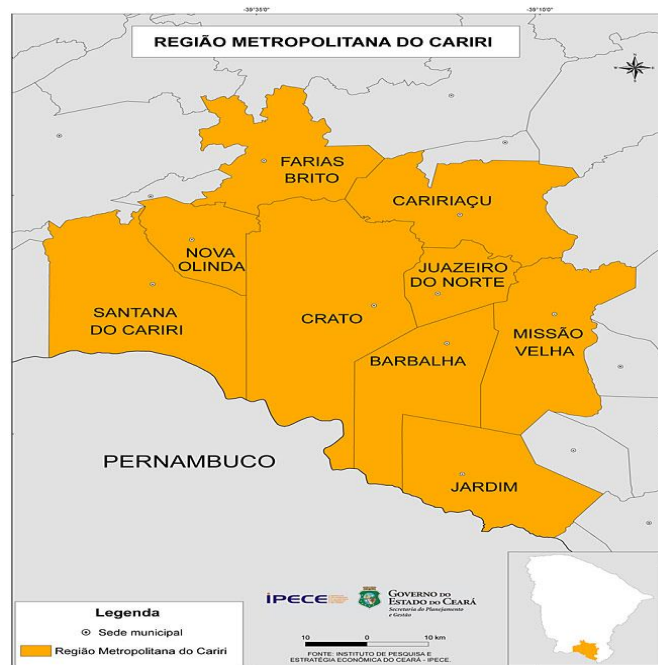 -39°35'0"
-39°10'0"
REGIÃO METROPOLITANA DO CARIRI
FARIAS
BRITO
CARIRIAÇU
NOVA
OLINDA
JUAZEIRO
DO NORTE
SANTANA
DO CARIRI
CRATO
MISSÃO
VELHA
BARBALHA
PERNAMBUCO
JARDIM
IPECE
GOVERNO DO
ESTADO DO CEARÁ
Secretaria do Planejamento
e Gestão
Legenda
Sede municipal
Região Metropolitana do Cariri
10 0 10 km
FONTE: INSTITUTO DE PESQUISA E
ESTRATÉGIA ECONÔMICA DO CEARÁ - IPECE.